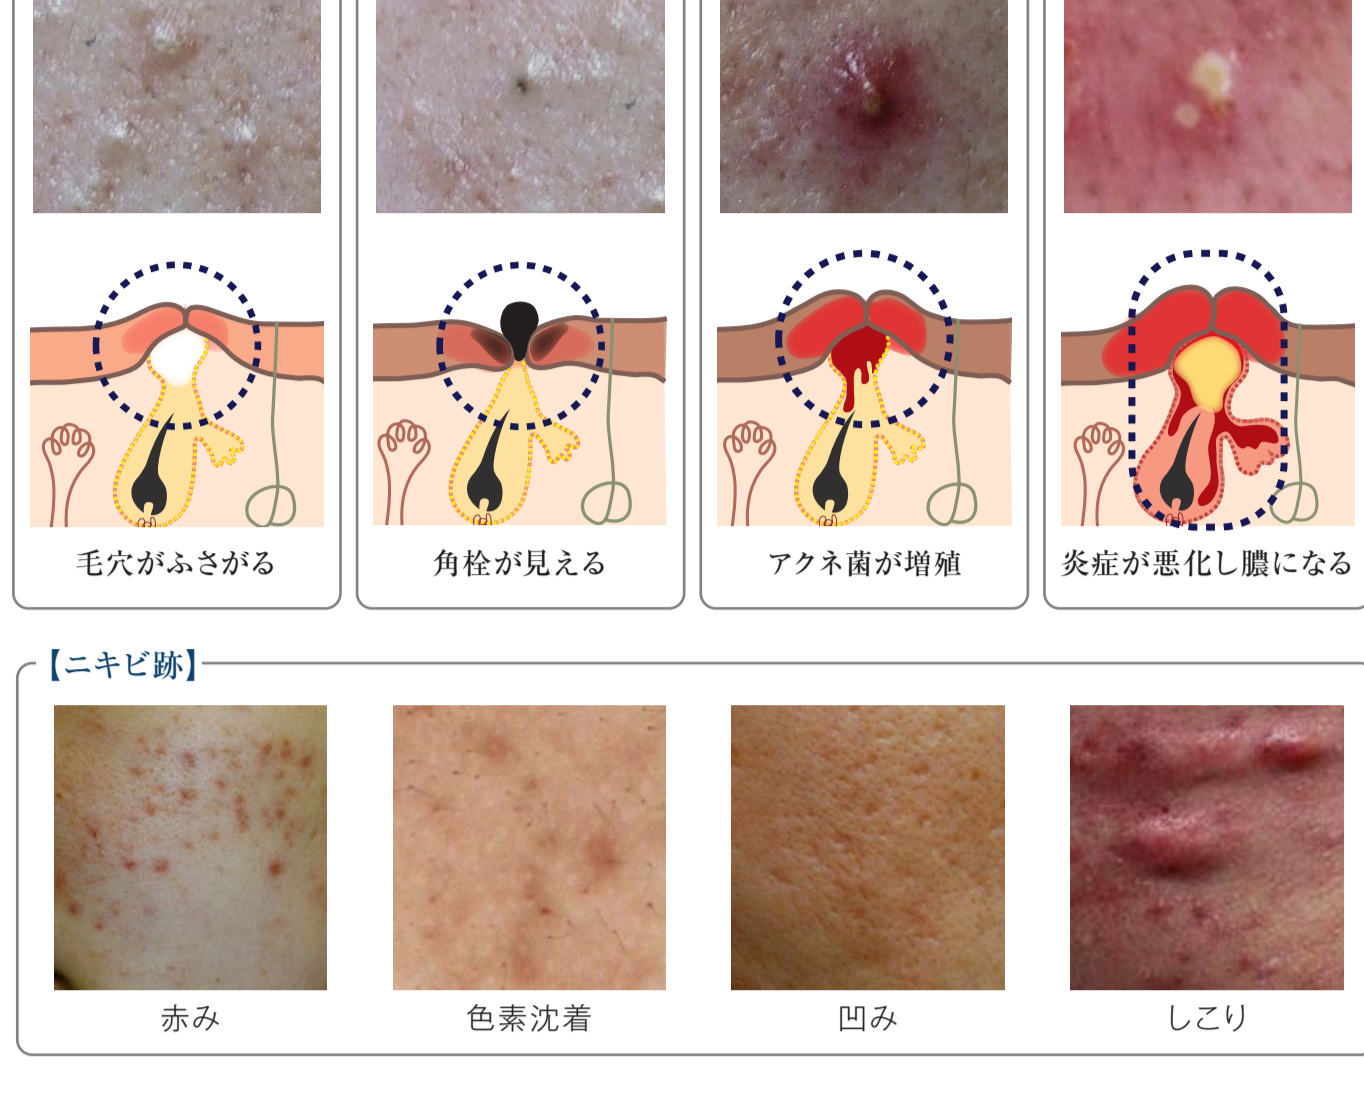 毛穴がふさがる
角栓が見える
アクネ菌が増殖
炎症が悪化し膿になる
【ニキビ跡】
赤み
色素沈着
凹み
しこり